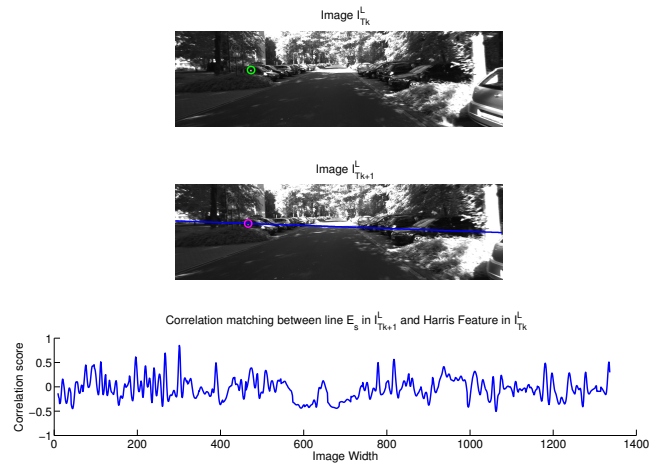 Image I^L_Tk
Image I^L_Tk+1
Correlation matching between line E_s in I^L_Tk+1 and Harris Feature in I^L_Tk
1
0.5
0
−0.5
−1
Correlation score
0 200 400 600 800 1000 1200 1400
Image Width